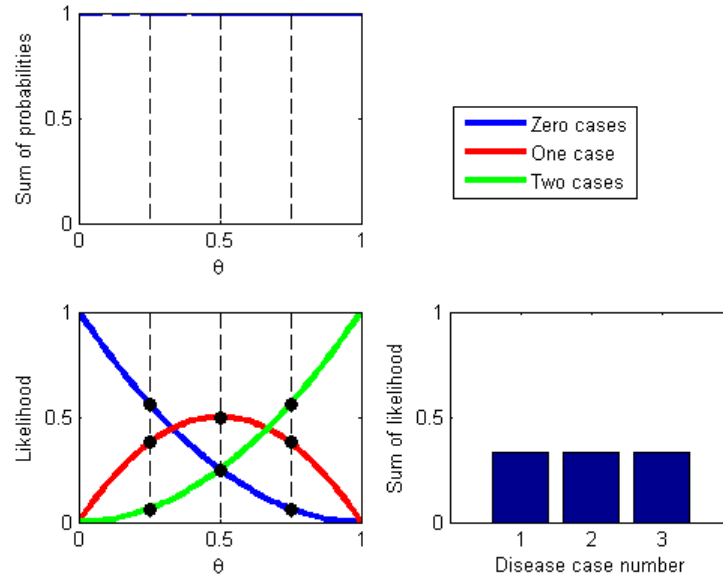 Sum of probabilities
1
0.5
0
0
0.5
1
θ
Zero cases
One case
Two cases
Likelihood
1
0.5
0
0
0.5
1
θ
Sum of likelihood
1
0.5
0
1
2
3
Disease case number